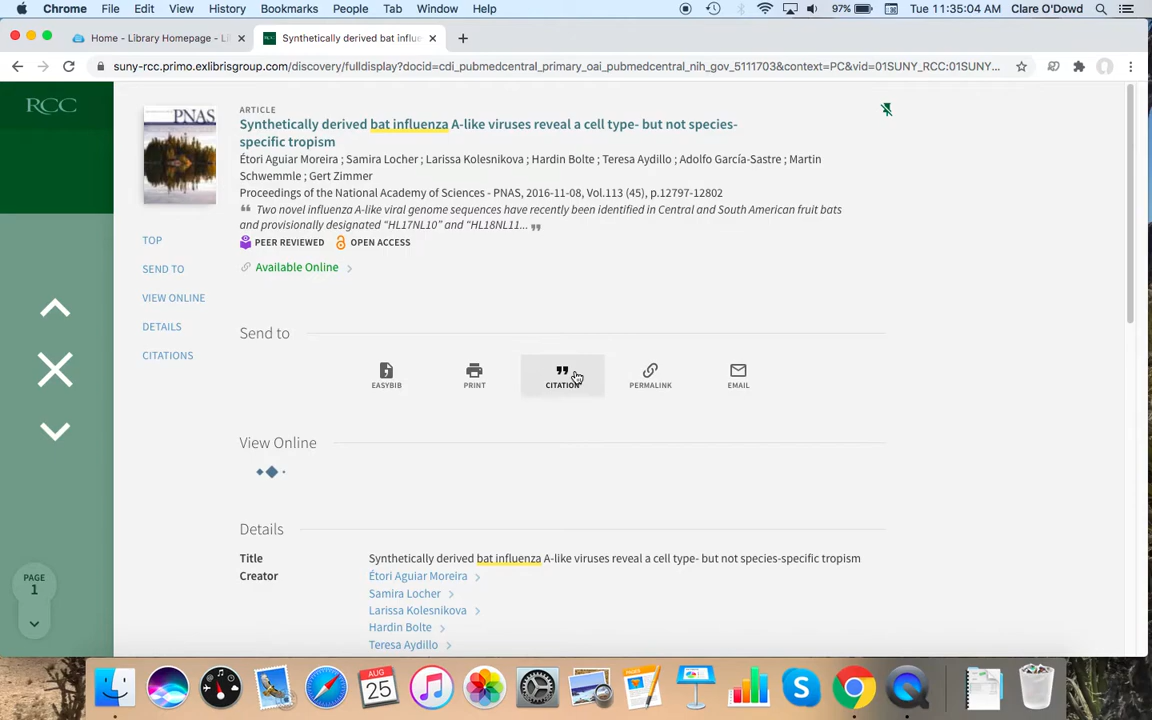 Chrome File Edit View History Bookmarks People Tab Window Help 97% Tue 11:35:04 Clare O'Dowd
Home - Library Homepage - Li
Synthetically derived bat influe
suny-rcc.primo.exlibrisgroup.com/discovery/fulldisplay?docid=cdi_pubmedcentral_primary_oai_pubmedcentral_nih_gov_5111703&context=PC&vid=01SUNY_RCC:01SUNY_...
RCC
PNAS
ARTICLE
Synthetically derived bat influenza A-like viruses reveal a cell type- but not species-
specific tropism
Étori Aguiar Moreira ; Samira Locher ; Larissa Kolesnikova ; Hardin Bolte ; Teresa Aydillo ; Adolfo García-Sastre ; Martin
Schwemmle ; Gert Zimmer
Proceedings of the National Academy of Sciences - PNAS, 2016-11-08, Vol.113 (45), p.12797-12802
“ Two novel influenza A-like viral genome sequences have recently been identified in Central and South American fruit bats
and provisionally designated “HL17NL10” and “HL18NL11... ”
PEER REVIEWED OPEN ACCESS
Available Online
TOP
SEND TO
VIEW ONLINE
DETAILS
CITATIONS
Send to
EASYBIB
PRINT
CITATION
PERMALINK
EMAIL
View Online
Details
Title Synthetically derived bat influenza A-like viruses reveal a cell type- but not species-specific tropism
Creator Étori Aguiar Moreira
Samira Locher
Larissa Kolesnikova
Hardin Bolte
Teresa Aydillo
PAGE
1
AUG
25